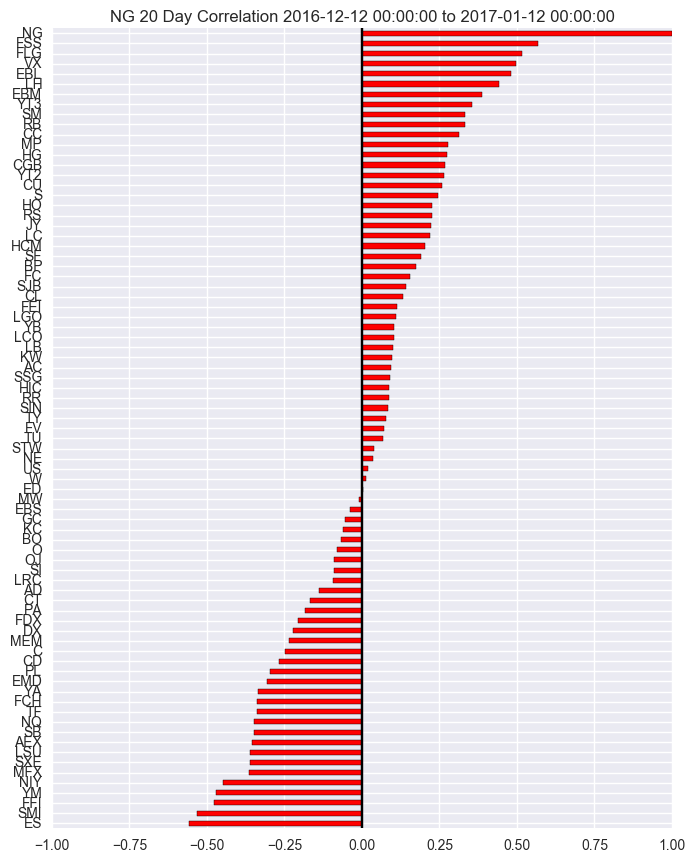 NG 20 Day Correlation 2016-12-12 00:00:00 to 2017-01-12 00:00:00
NG
ESS
FLG
VX
EBL
LH
EBM
YT3
SM
RB
CC
MP
HG
CGB
YT2
CU
S
HO
RS
JY
LC
HCM
SF
BP
FC
SJB
CL
FEI
LGO
YB
LCO
LB
KW
AC
SSG
HIC
RR
SIN
TY
FV
TU
STW
NE
US
W
ED
MW
EBS
GC
KC
BO
O
OJ
SI
LRC
AD
CT
PA
FDX
DX
MEM
C
CD
PL
EMD
YA
FCH
TF
NQ
SB
AEX
LSU
SXE
MFX
NIY
YM
FFI
SMI
ES
−1.00 −0.75 −0.50 −0.25 0.00 0.25 0.50 0.75 1.00